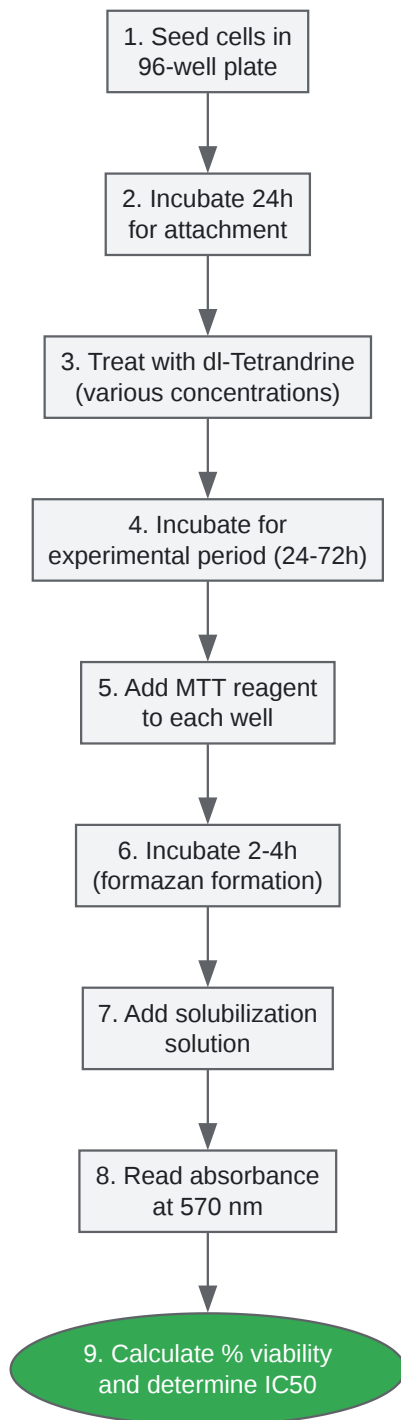 1. Seed cells in
96-well plate
2. Incubate 24h
for attachment
3. Treat with dl-Tetrandrine
(various concentrations)
4. Incubate for
experimental period (24-72h)
5. Add MTT reagent
to each well
6. Incubate 2-4h
(formazan formation)
7. Add solubilization
solution
8. Read absorbance
at 570 nm
9. Calculate % viability
and determine IC50